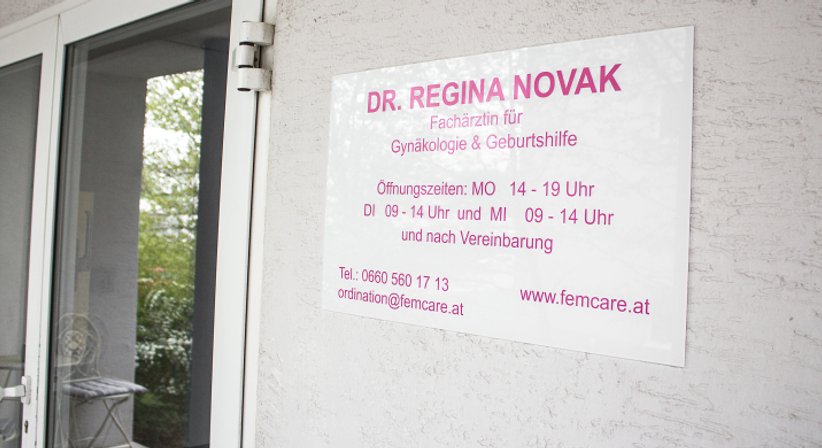 DR. REGINA NOVAK
Fachärztin für
Gynäkologie & Geburtshilfe
Öffnungszeiten: MO 14 - 19 Uhr
DI 09 - 14 Uhr und MI 09 - 14 Uhr
und nach Vereinbarung
Tel.: 0660 560 17 13
ordination@femcare.at
www.femcare.at